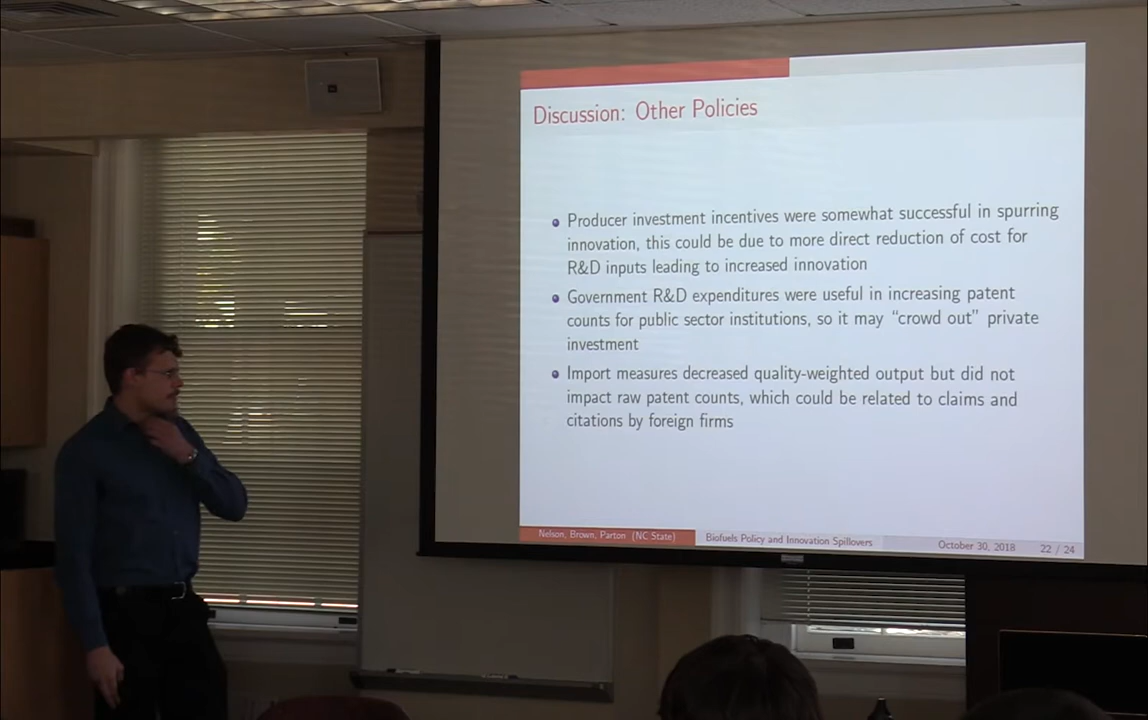 Discussion: Other Policies
Producer investment incentives were somewhat successful in spurring
innovation, this could be due to more direct reduction of cost for
R&D inputs leading to increased innovation
Government R&D expenditures were useful in increasing patent
counts for public sector institutions, so it may “crowd out” private
investment
Import measures decreased quality-weighted output but did not
impact raw patent counts, which could be related to claims and
citations by foreign firms
Nelson, Brown, Parton (NC State)
Biofuels Policy and Innovation Spillovers
October 30, 2018
22 / 24